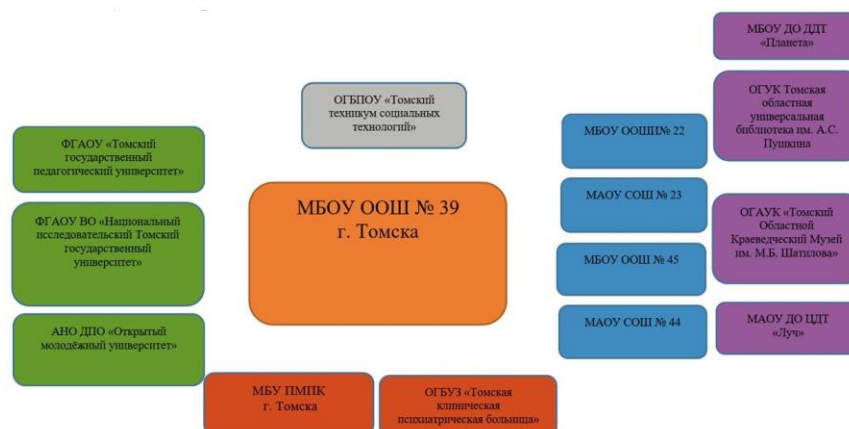 МБОУ ДО ДДТ
«Планета»
ОГУК Томская
областная
универсальная
библиотека им. А.С.
Пушкина
ОГБПОУ «Томский
техникум социальных
технологий»
МБОУ ООШИ№ 22
ФГАОУ «Томский
государственный
педагогический университет»
МАОУ СОШ № 23
МБОУ ООШ № 39
г. Томска
ФГАОУ ВО «Национальный
исследовательский Томский
государственный
университет»
ОГАУК «Томский
Областной
Краеведческий Музей
им. М.Б. Шатилова»
МБОУ ООШ № 45
МАОУ СОШ № 44
АНО ДПО «Открытый
молодёжный университет»
МАОУ ДО ЦДТ
«Луч»
МБУ ПМПК
г. Томска
ОГБУЗ «Томская
клиническая
психиатрическая больница»